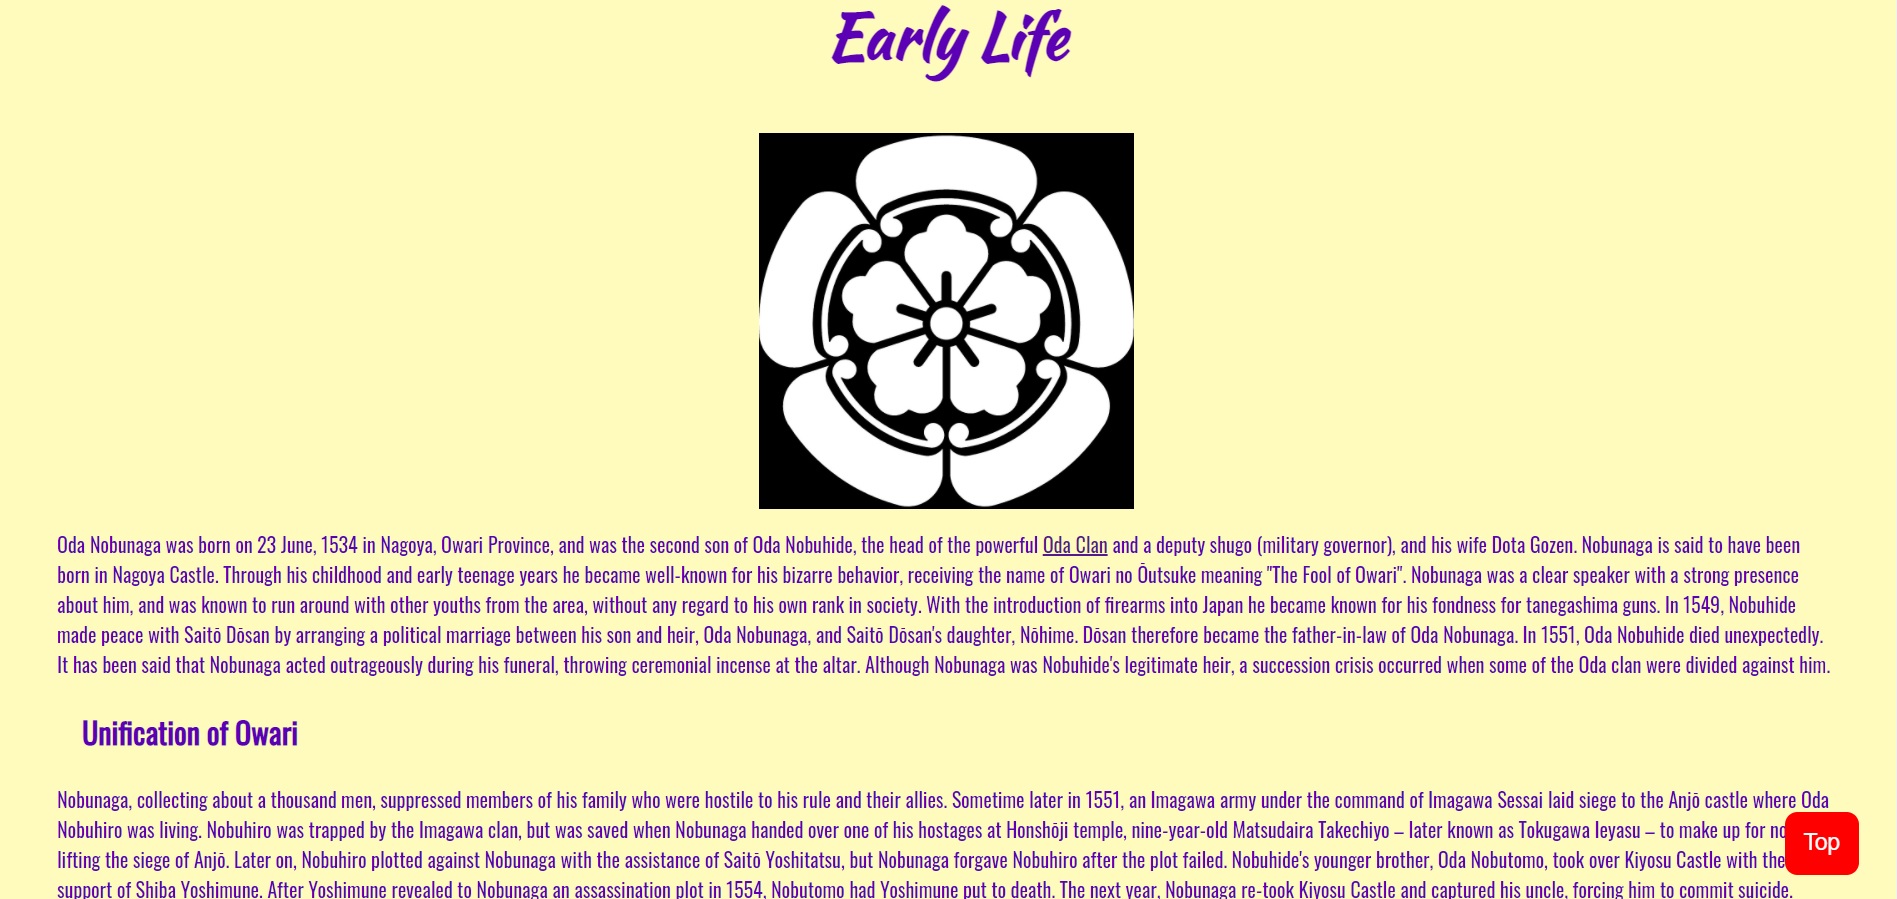 Early Life
Oda Nobunaga was born on 23 June, 1534 in Nagoya, Owari Province, and was the second son of Oda Nobuhide, the head of the powerful Oda Clan and a deputy shugo (military governor), and his wife Dota Gozen. Nobunaga is said to have been
born in Nagoya Castle. Through his childhood and early teenage years he became well-known for his bizarre behavior, receiving the name of Owari no Ōutsuke meaning "The Fool of Owari". Nobunaga was a clear speaker with a strong presence
about him, and was known to run around with other youths from the area, without any regard to his own rank in society. With the introduction of firearms into Japan he became known for his fondness for tanegashima guns. In 1549, Nobuhide
made peace with Saitō Dōsan by arranging a political marriage between his son and heir, Oda Nobunaga, and Saitō Dōsan's daughter, Nōhime. Dōsan therefore became the father-in-law of Oda Nobunaga. In 1551, Oda Nobuhide died unexpectedly.
It has been said that Nobunaga acted outrageously during his funeral, throwing ceremonial incense at the altar. Although Nobunaga was Nobuhide's legitimate heir, a succession crisis occurred when some of the Oda clan were divided against him.
Unification of Owari
Nobunaga, collecting about a thousand men, suppressed members of his family who were hostile to his rule and their allies. Sometime later in 1551, an Imagawa army under the command of Imagawa Sessai laid siege to the Anjō castle where Oda
Nobuhiro was living. Nobuhiro was trapped by the Imagawa clan, but was saved when Nobunaga handed over one of his hostages at Honshōji temple, nine-year-old Matsudaira Takechiyo – later known as Tokugawa Ieyasu – to make up for
lifting the siege of Anjō. Later on, Nobuhiro plotted against Nobunaga with the assistance of Saitō Yoshitatsu, but Nobunaga forgave Nobuhiro after the plot failed. Nobuhide's younger brother, Oda Nobutomo, took over Kiyosu Castle with the
support of Shiba Yoshimune. After Yoshimune revealed to Nobunaga an assassination plot in 1554, Nobutomo had Yoshimune put to death. The next year, Nobunaga re-took Kiyosu Castle and captured his uncle, forcing him to commit suicide.
Top